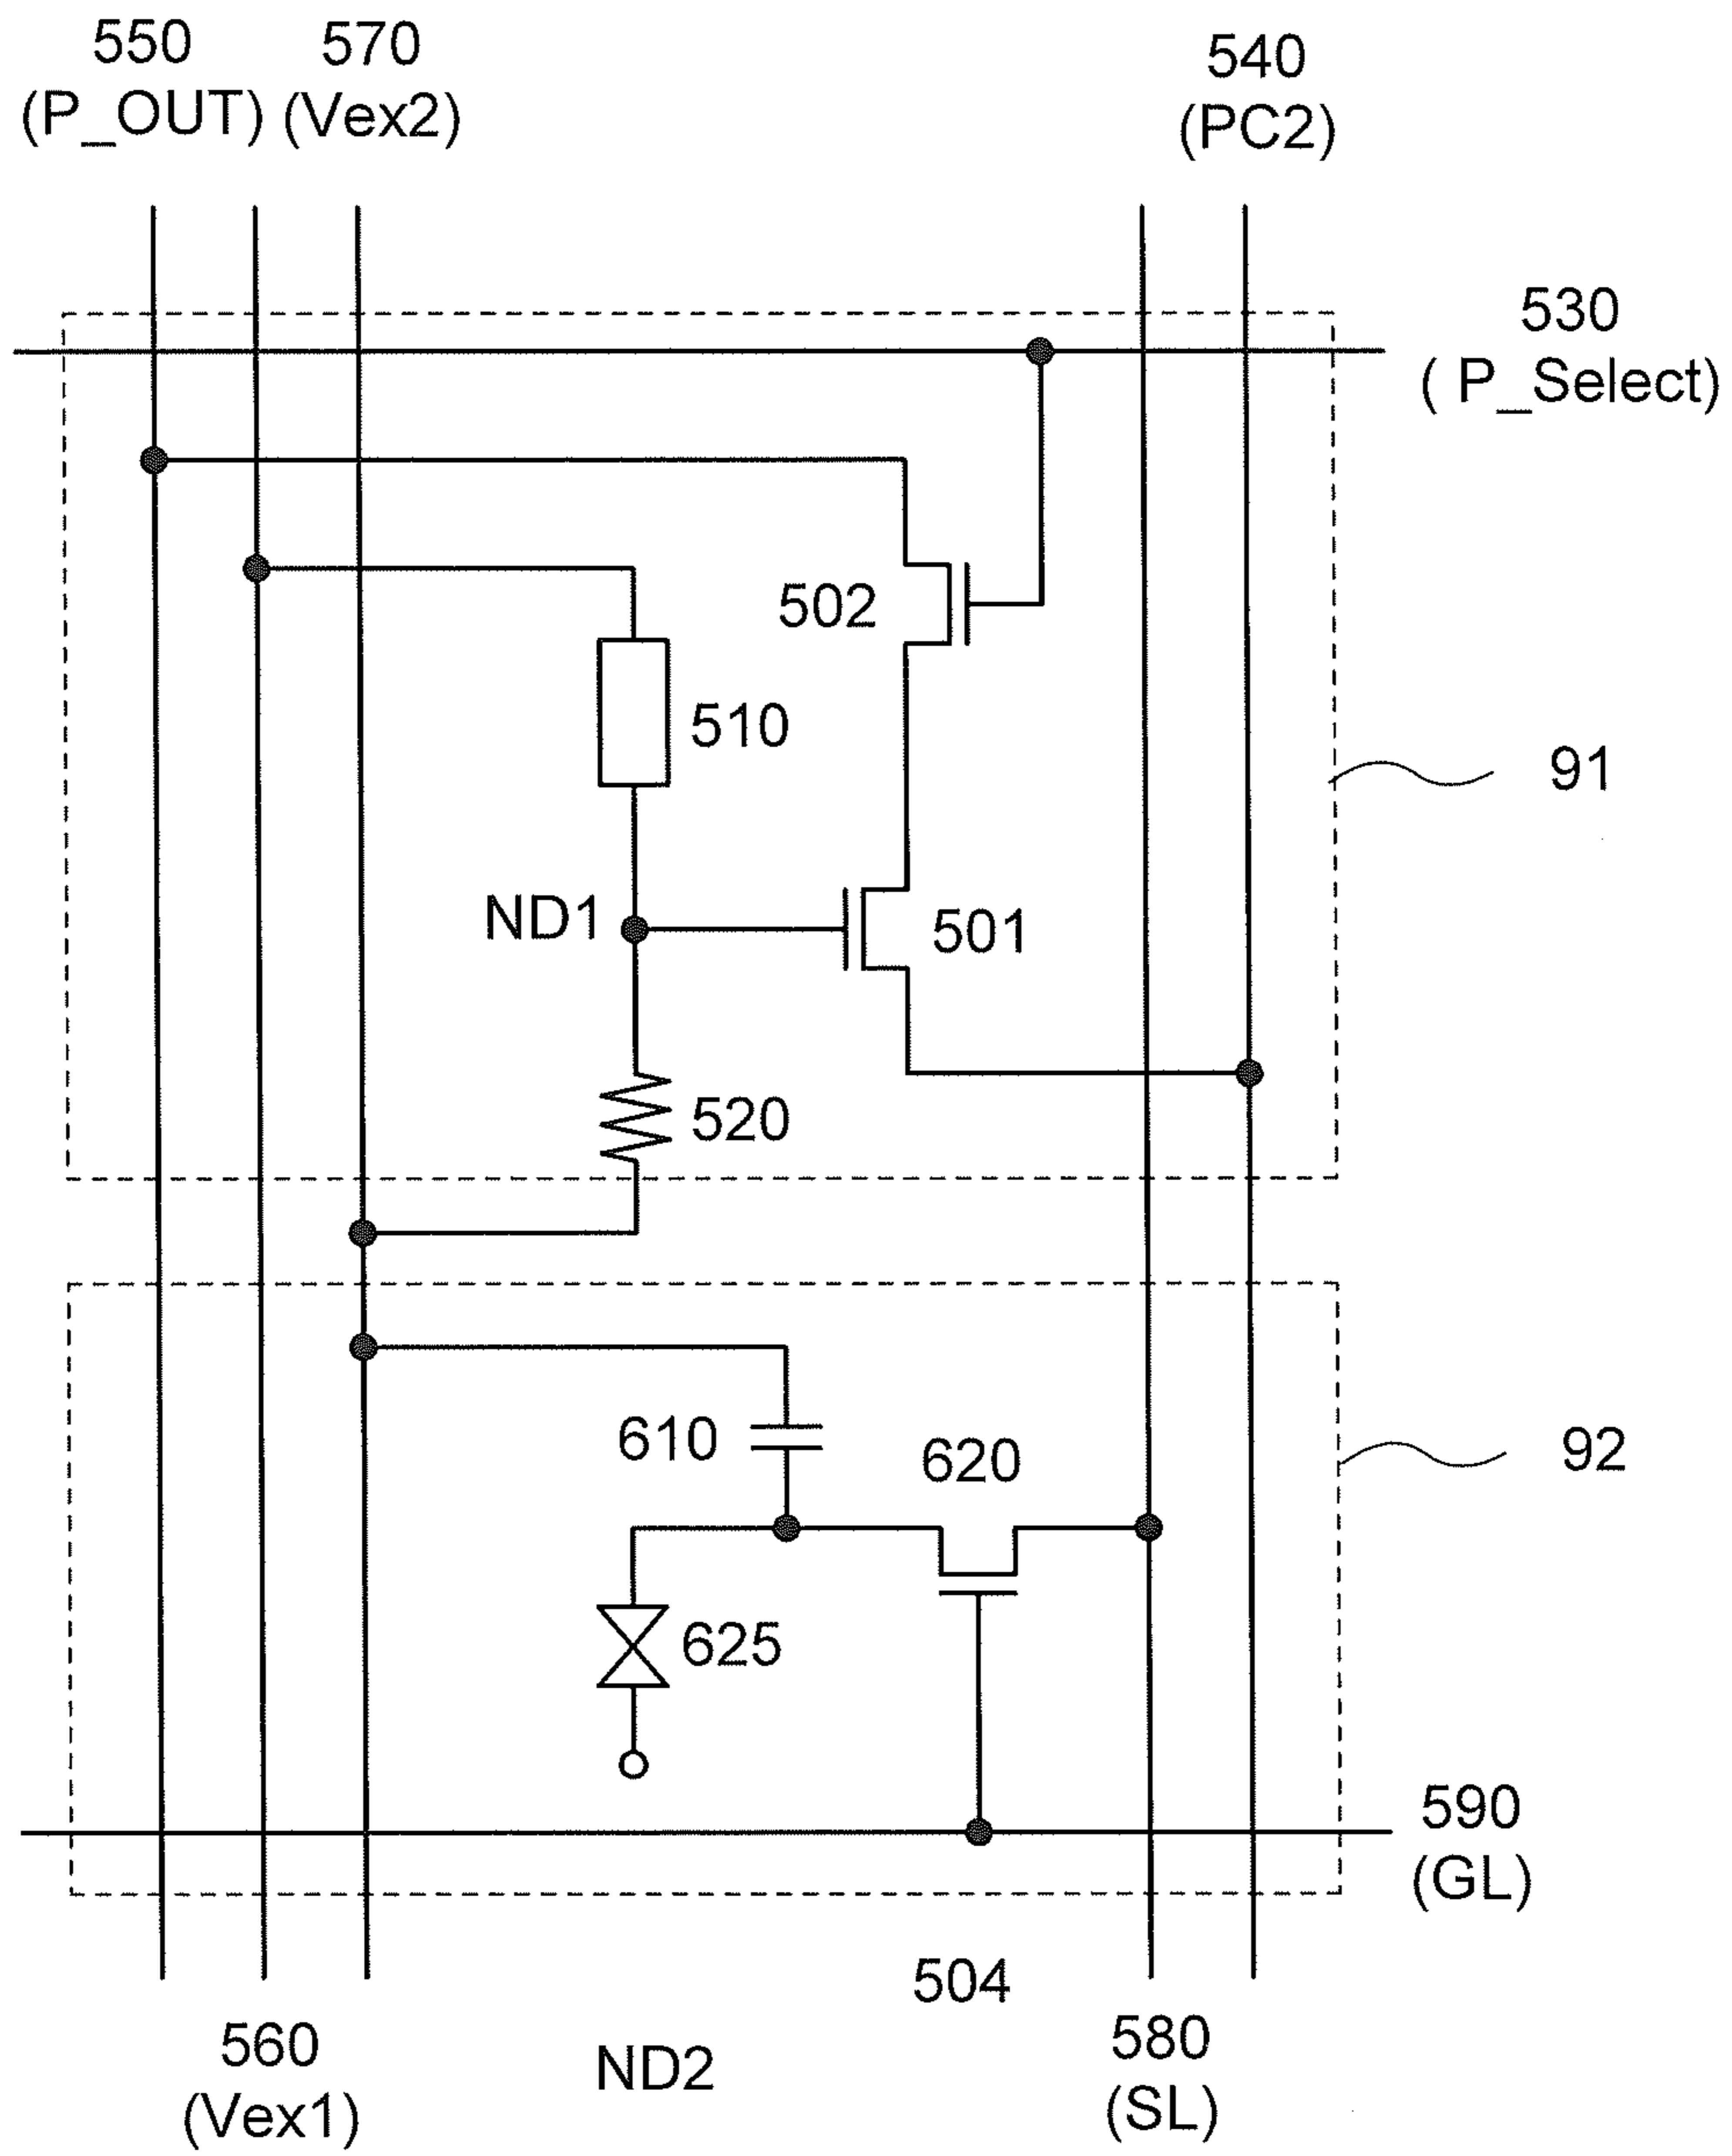 550
(P_OUT)
570
(Vex2)
540
(PC2)
530
( P_Select)
502
510
91
ND1
501
520
610
620
92
625
590
(GL)
504
560
(Vex1)
ND2
580
(SL)